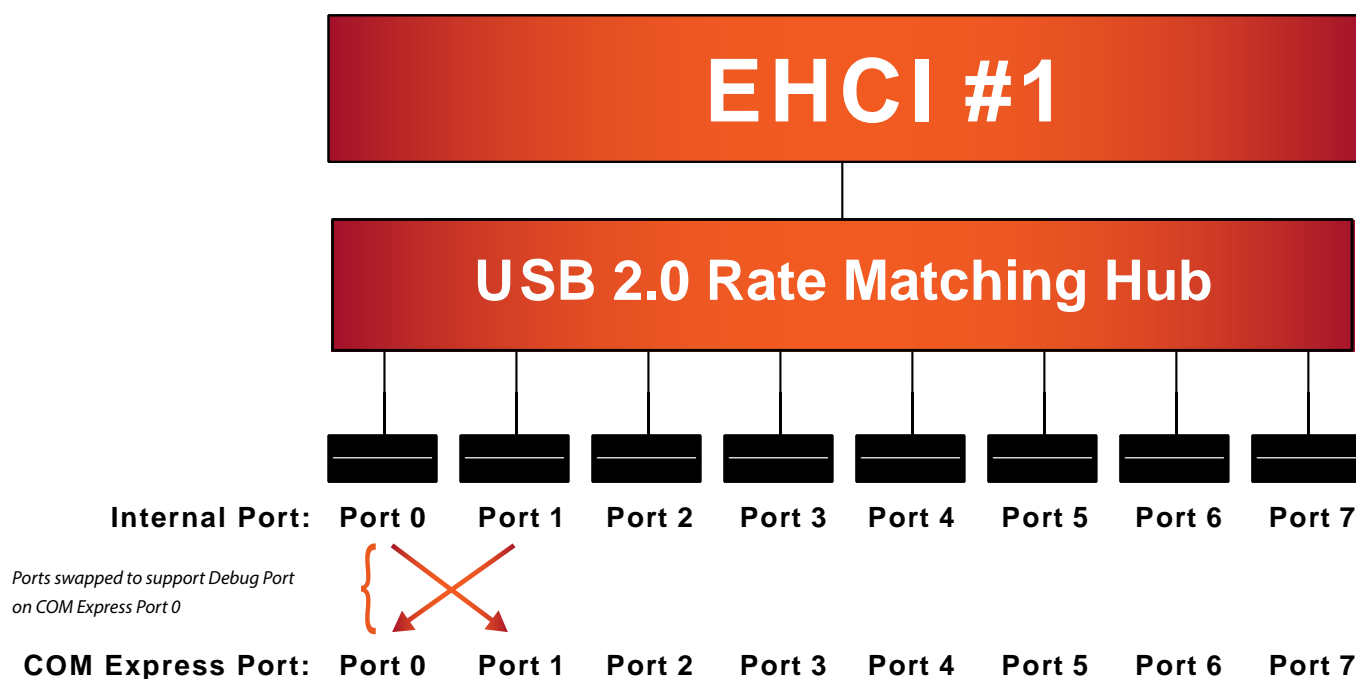 EHCI #1
USB 2.0 Rate Matching Hub
Internal Port: Port 0 Port 1 Port 2 Port 3 Port 4 Port 5 Port 6 Port 7
Ports swapped to support Debug Port
on COM Express Port 0
COM Express Port: Port 0 Port 1 Port 2 Port 3 Port 4 Port 5 Port 6 Port 7